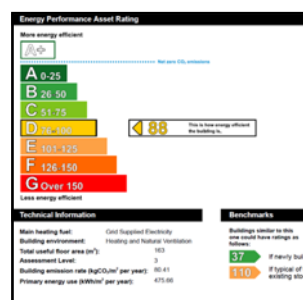 Energy Performance Asset Rating
More energy efficient
A+
Net zero CO₂ emissions
A 0-25
B 26-50
C 51-75
D 76-100
88
This is how energy efficient
the building is.
E 101-125
F 126-150
G Over 150
Less energy efficient
Technical Information
Main heating fuel: Grid Supplied Electricity
Building environment: Heating and Natural Ventilation
Total useful floor area (m²): 163
Assessment Level: 3
Building emission rate (kgCO₂/m² per year): 80.41
Primary energy use (kWh/m² per year): 475.66
Benchmarks
Buildings similar to this
one could have ratings as
follows:
37 If newly bu
110 If typical of
existing sto